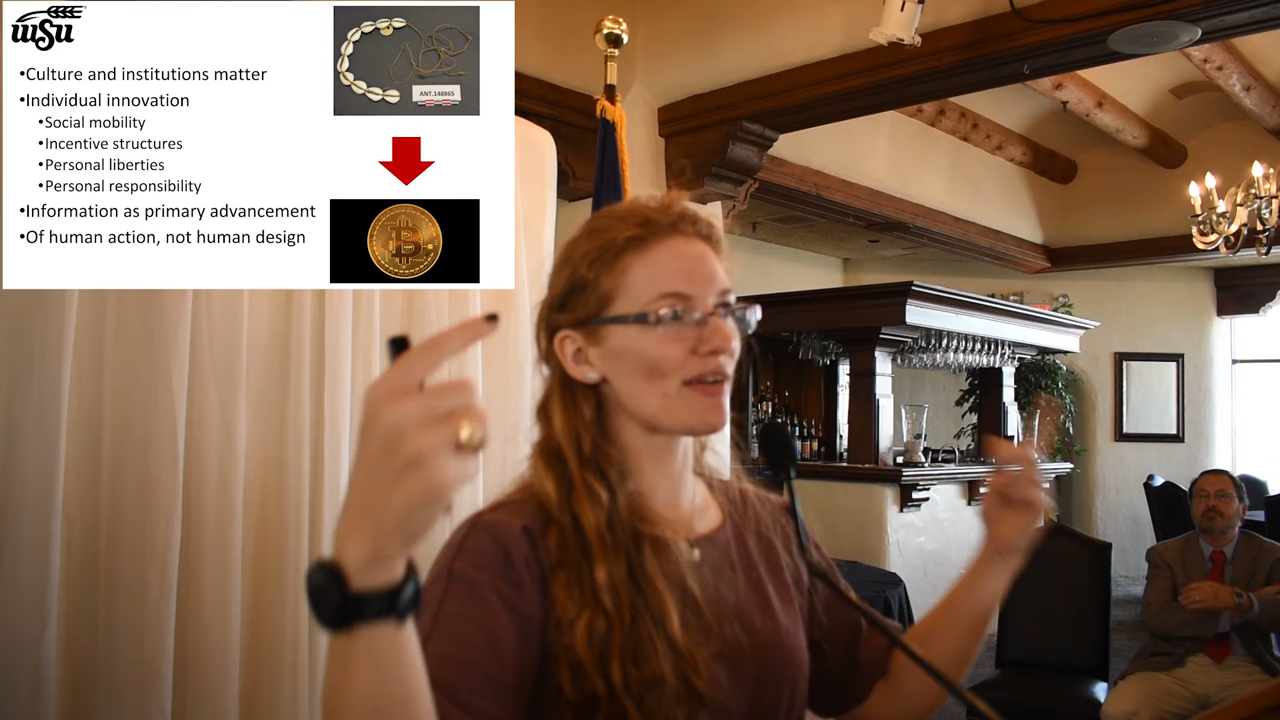 WSU
•Culture and institutions matter
•Individual innovation
•Social mobility
•Incentive structures
•Personal liberties
•Personal responsibility
•Information as primary advancement
•Of human action, not human design
ANT.148865